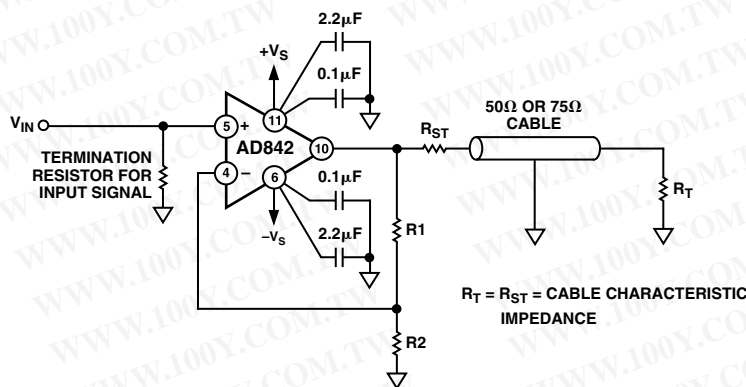 2.2µF
+VS
0.1µF
VIN
5
+
11
AD842
10
4
–
6
TERMINATION
RESISTOR FOR
INPUT SIGNAL
–VS
0.1µF
2.2µF
RST
50Ω OR 75Ω
CABLE
RT
R1
R2
RT = RST = CABLE CHARACTERISTIC
IMPEDANCE
WWW.100Y.COM.TW